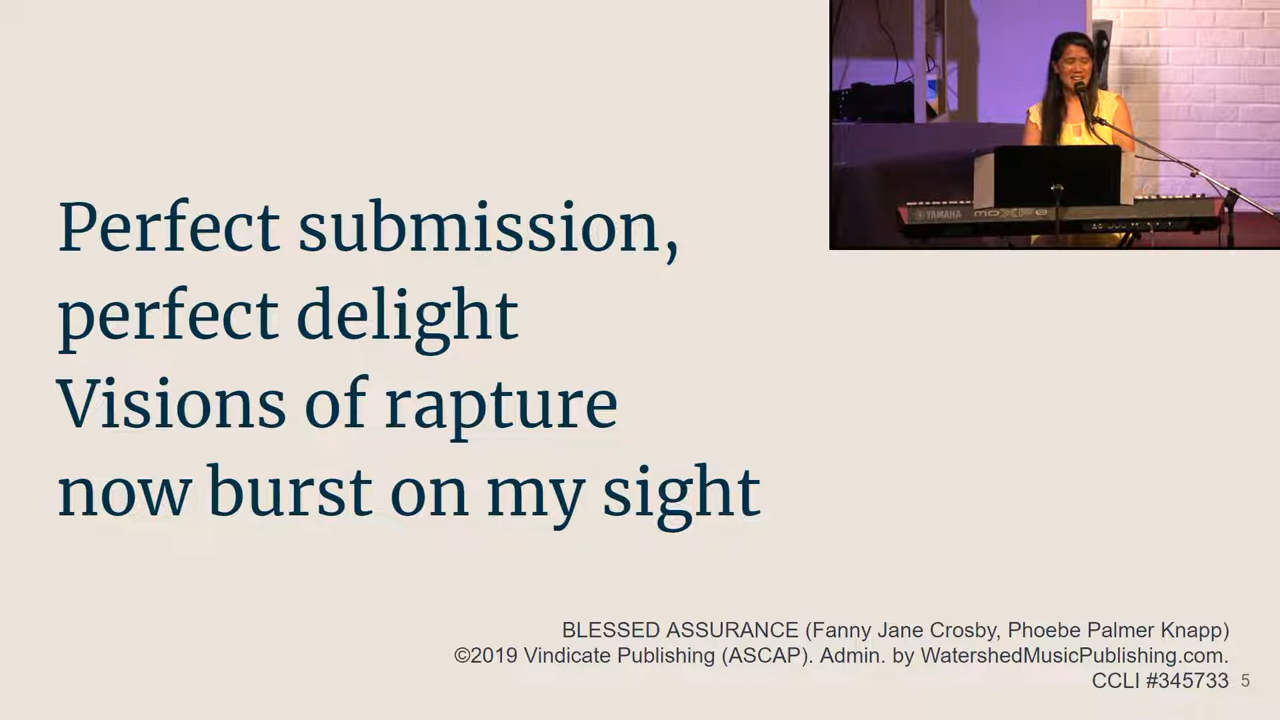 Perfect submission,
perfect delight
Visions of rapture
now burst on my sight
YAMAHA MOXF8
BLESSED ASSURANCE (Fanny Jane Crosby, Phoebe Palmer Knapp)
©2019 Vindicate Publishing (ASCAP). Admin. by WatershedMusicPublishing.com.
CCLI #345733 5